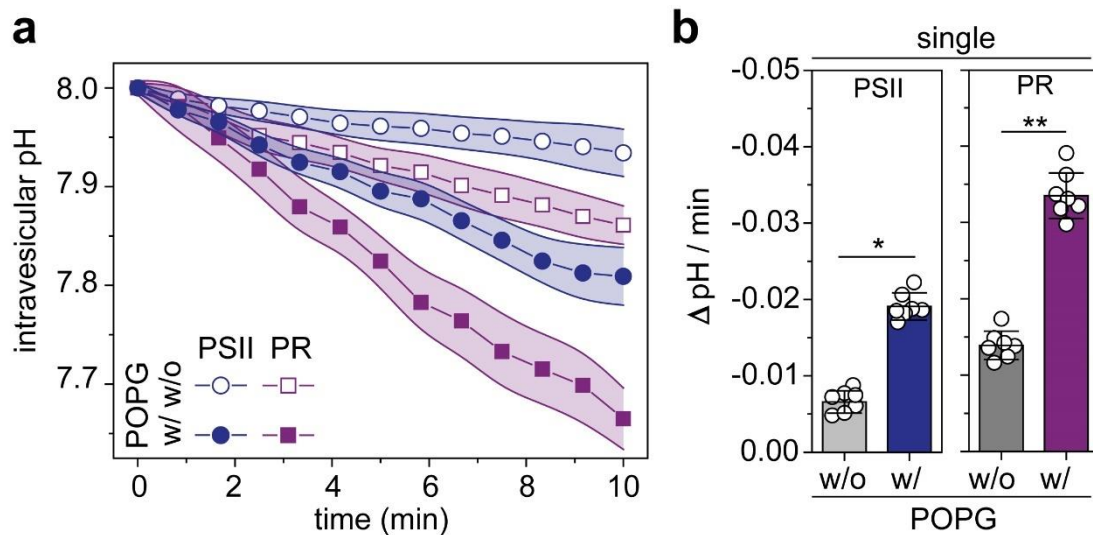 a
intravesicular pH
8.0
7.9
7.8
7.7
PSII PR
POPG
w/ w/o
0 2 4 6 8 10
time (min)
b
single
Δ pH / min
-0.05
-0.04
-0.03
-0.02
-0.01
0.00
PSII
*
PR
**
w/o w/ w/o w/
POPG